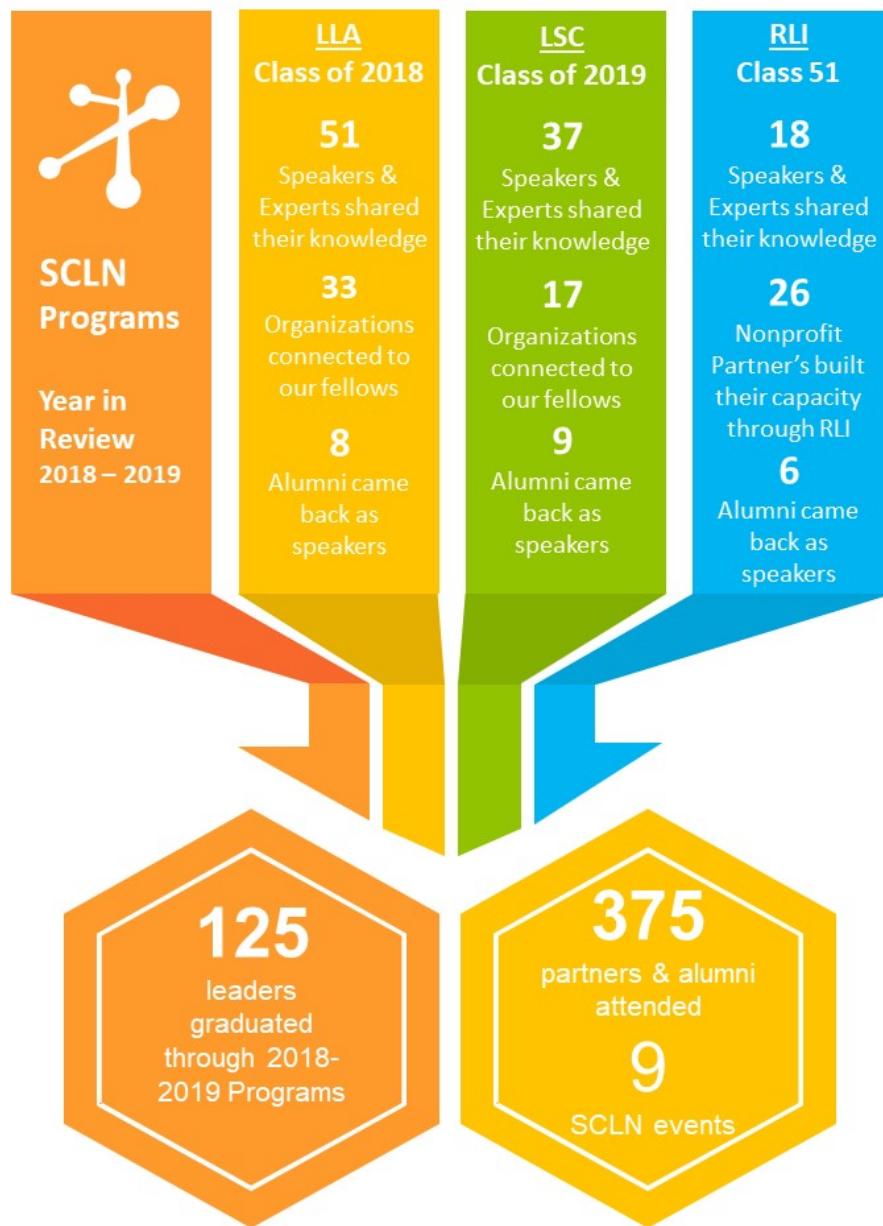 SCLN
Programs
Year in
Review
2018 – 2019
LLA
Class of 2018
51
Speakers &
Experts shared
their knowledge
33
Organizations
connected to
our fellows
8
Alumni came
back as
speakers
LSC
Class of 2019
37
Speakers &
Experts shared
their knowledge
17
Organizations
connected to
our fellows
9
Alumni came
back as
speakers
RLI
Class 51
18
Speakers &
Experts shared
their knowledge
26
Nonprofit
Partner’s built
their capacity
through RLI
6
Alumni came
back as
speakers
125
leaders
graduated
through 2018-
2019 Programs
375
partners & alumni
attended
9
SCLN events